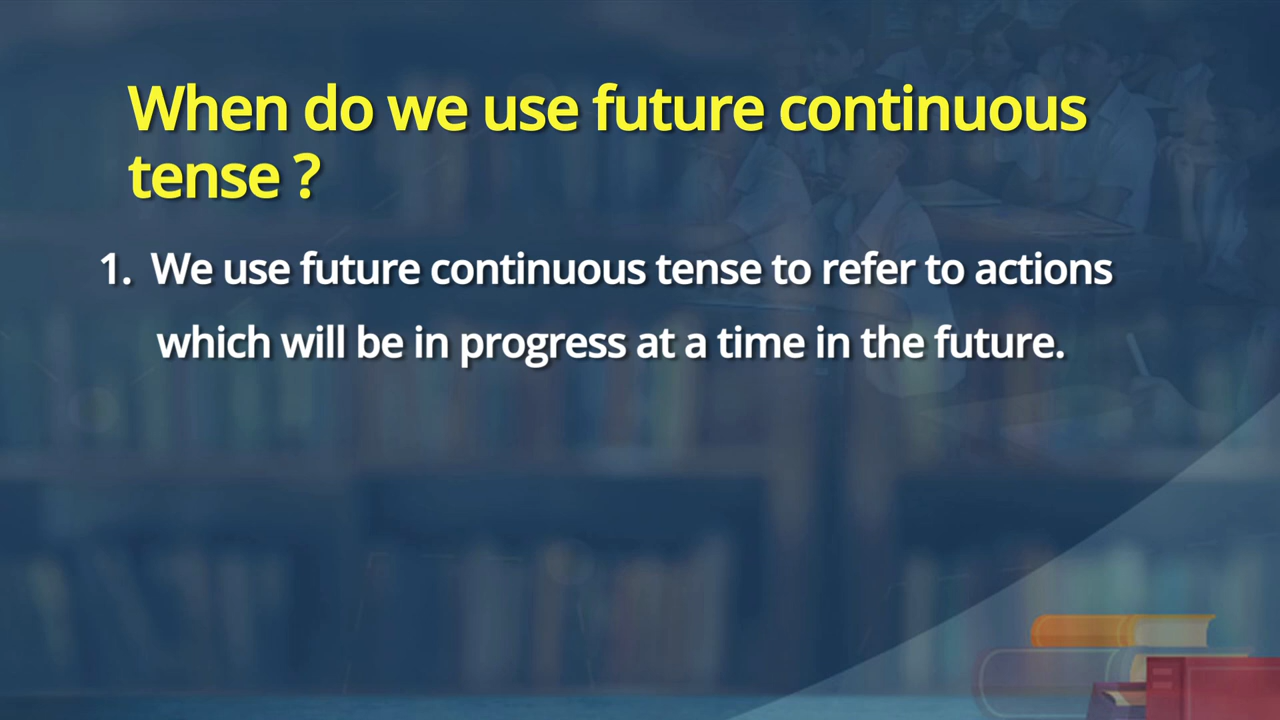 When do we use future continuous
tense ?
1. We use future continuous tense to refer to actions
which will be in progress at a time in the future.